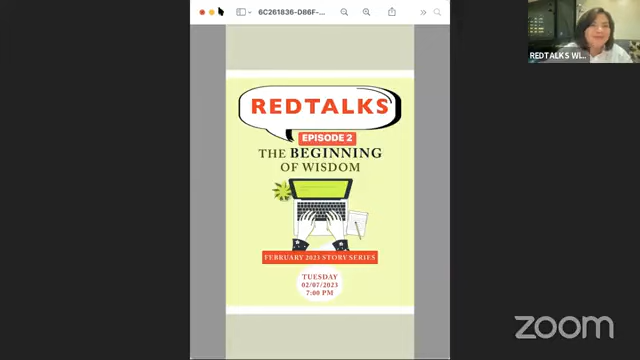 6C261836-D86F-...
REDTALKS WI...
REDTALKS
EPISODE 2
THE BEGINNING
OF WISDOM
FEBRUARY 2023 STORY SERIES
TUESDAY
02/07/2023
7:00 PM
zoom